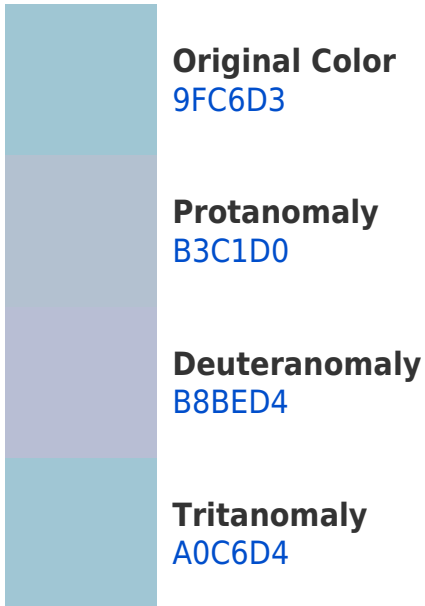 Original Color
9FC6D3
Protanomaly
B3C1D0
Deuteranomaly
B8BED4
Tritanomaly
A0C6D4